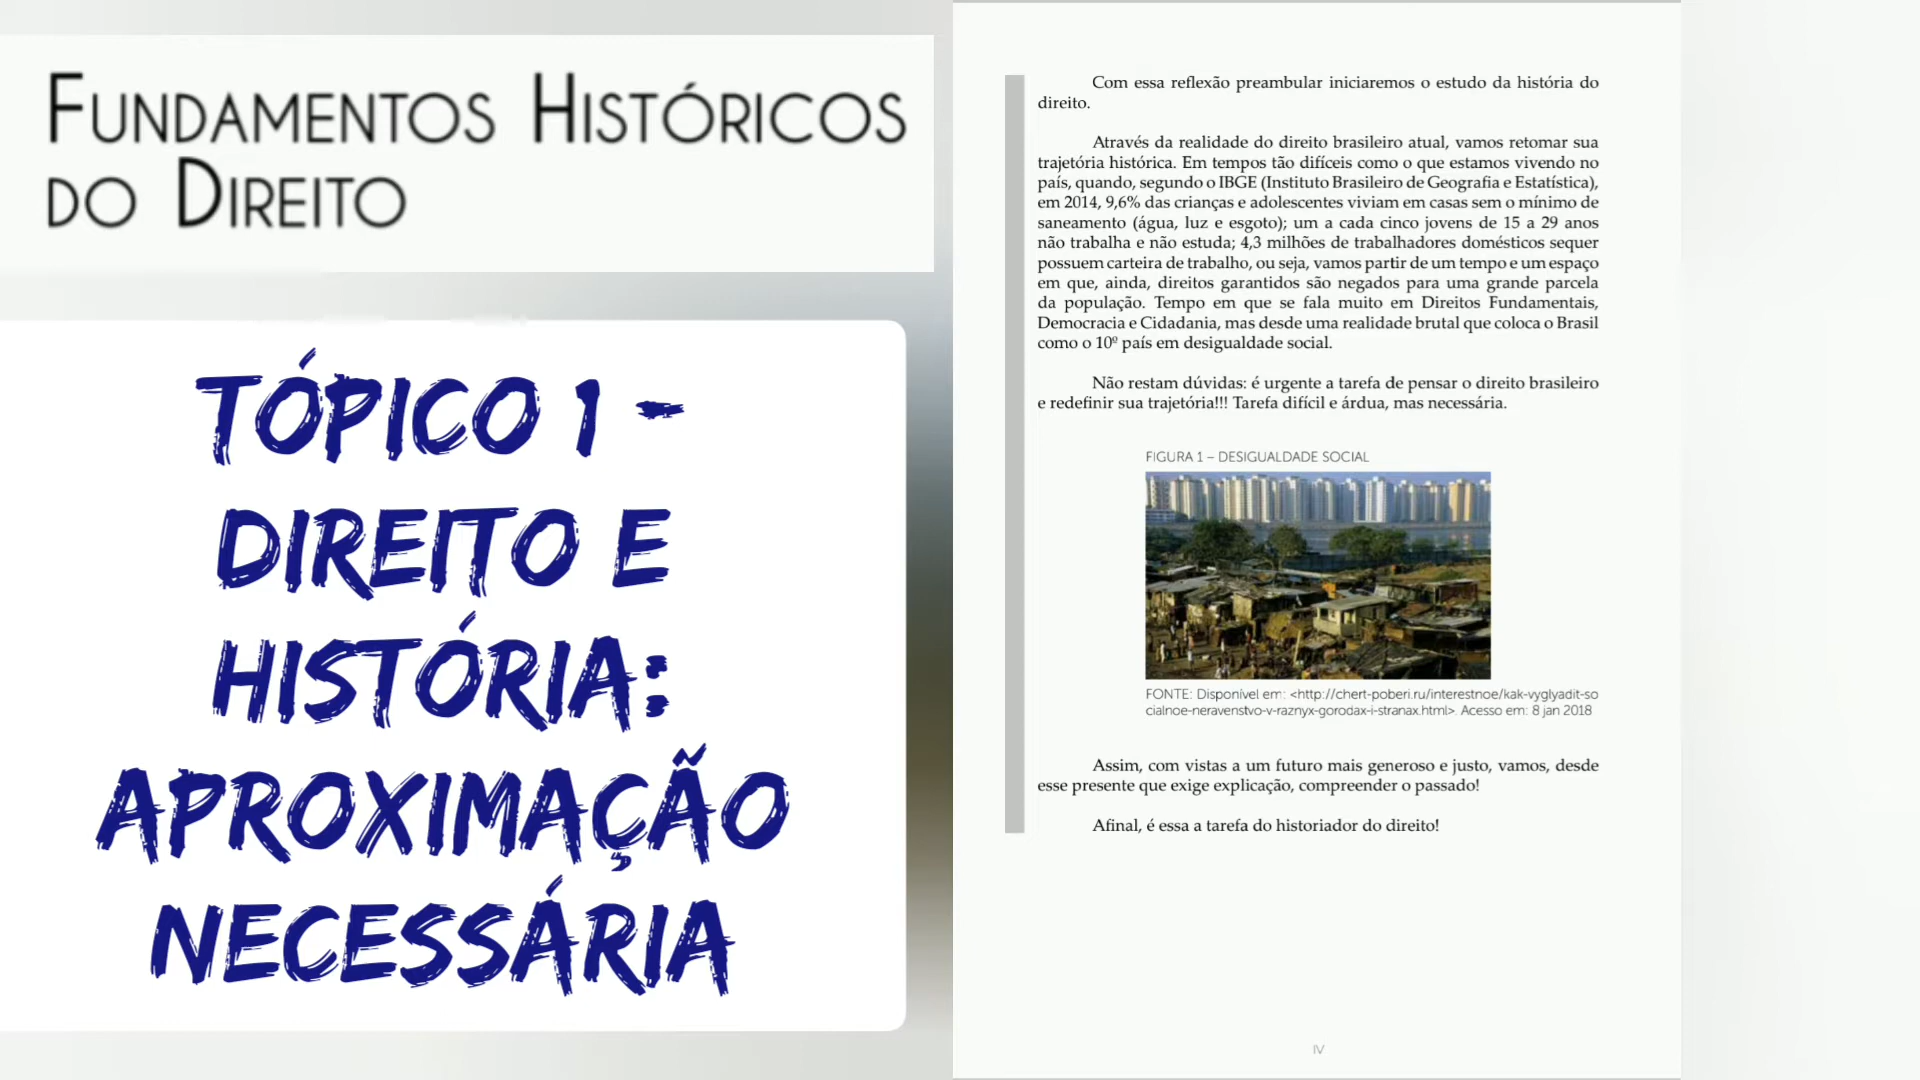 FUNDAMENTOS HISTÓRICOS
DO DIREITO
TÓPICO 1 -
DIREITO E
HISTÓRIA:
APROXIMAÇÃO
NECESSÁRIA
Com essa reflexão preambular iniciaremos o estudo da história do
direito.
Através da realidade do direito brasileiro atual, vamos retomar sua
trajetória histórica. Em tempos tão difíceis como o que estamos vivendo no
país, quando, segundo o IBGE (Instituto Brasileiro de Geografia e Estatística),
em 2014, 9,6% das crianças e adolescentes viviam em casas sem o mínimo de
saneamento (água, luz e esgoto); um a cada cinco jovens de 15 a 29 anos
não trabalha e não estuda; 4,3 milhões de trabalhadores domésticos sequer
possuem carteira de trabalho, ou seja, vamos partir de um tempo e um espaço
em que, ainda, direitos garantidos são negados para uma grande parcela
da população. Tempo em que se fala muito em Direitos Fundamentais,
Democracia e Cidadania, mas desde uma realidade brutal que coloca o Brasil
como o 10º país em desigualdade social.
Não restam dúvidas: é urgente a tarefa de pensar o direito brasileiro
e redefinir sua trajetória!!! Tarefa difícil e árdua, mas necessária.
FIGURA 1 – DESIGUALDADE SOCIAL
FONTE: Disponível em: <http://chert-poberi.ru/interestnoe/kak-vyglyadit-so
cialnoe-neravenstvo-v-raznyx-gorodax-i-stranax.html>. Acesso em: 8 jan 2018
Assim, com vistas a um futuro mais generoso e justo, vamos, desde
esse presente que exige explicação, compreender o passado!
Afinal, é essa a tarefa do historiador do direito!
IV